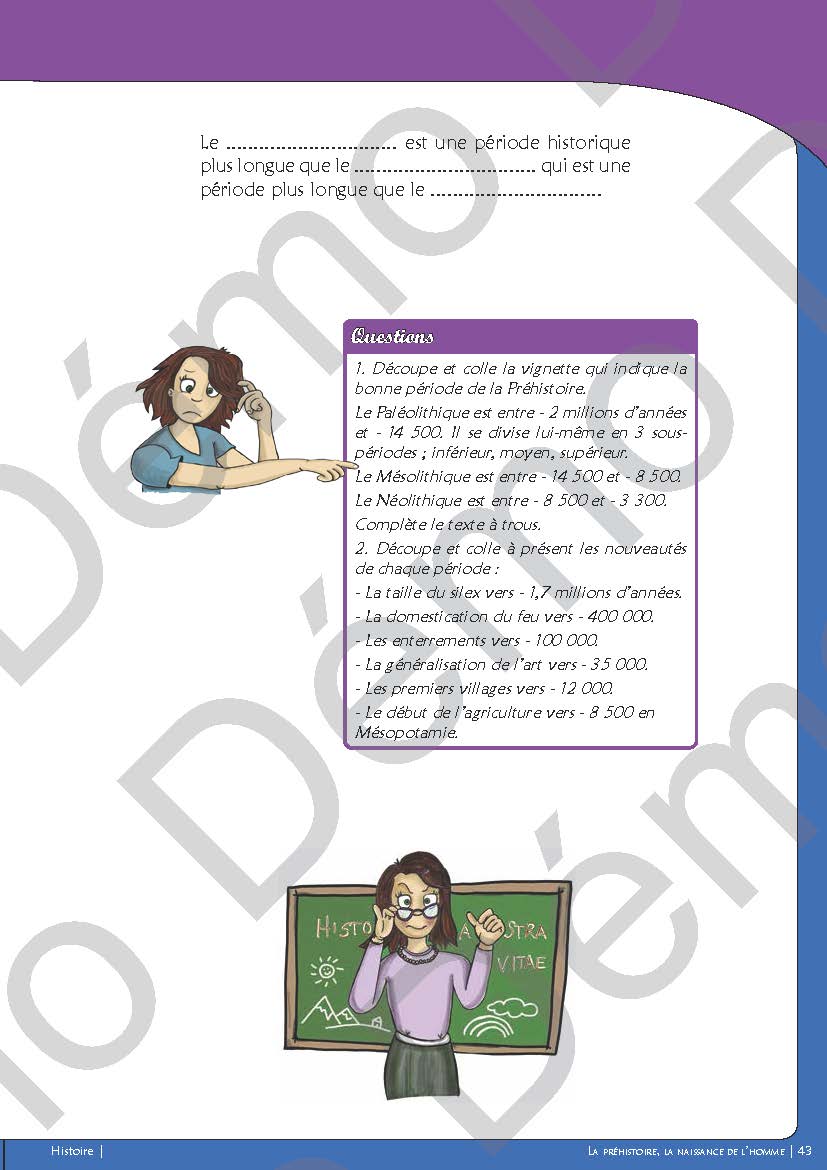 Le ............................... est une période historique
plus longue que le ................................. qui est une
période plus longue que le ...............................
Questions
1. Découpe et colle la vignette qui indique la
bonne période de la Préhistoire.
Le Paléolithique est entre - 2 millions d'années
et - 14 500. Il se divise lui-même en 3 sous-
périodes ; inférieur, moyen, supérieur.
Le Mésolithique est entre - 14 500 et - 8 500.
Le Néolithique est entre - 8 500 et - 3 300.
Complète le texte à trous.
2. Découpe et colle à présent les nouveautés
de chaque période :
- La taille du silex vers - 1,7 millions d'années.
- La domestication du feu vers - 400 000.
- Les enterrements vers - 100 000.
- La généralisation de l'art vers - 35 000.
- Les premiers villages vers - 12 000.
- Le début de l'agriculture vers - 8 500 en
Mésopotamie.
HISTO A STRA
VITAE
Histoire |
La préhistoire, la naissance de l'homme | 43
Démo
Démo
Démo